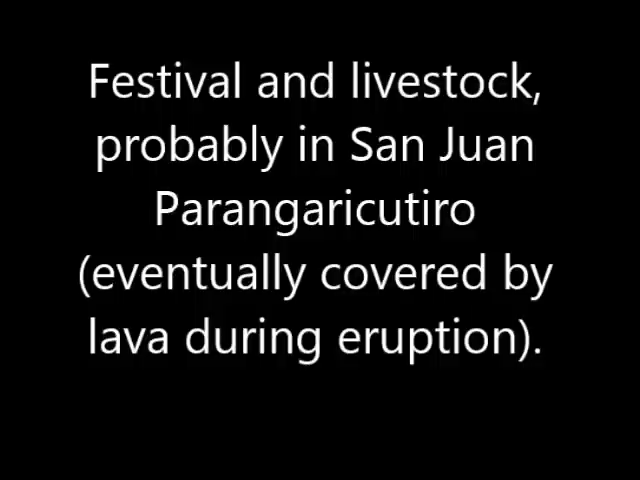 Festival and livestock,
probably in San Juan
Parangaricutiro
(eventually covered by
lava during eruption).